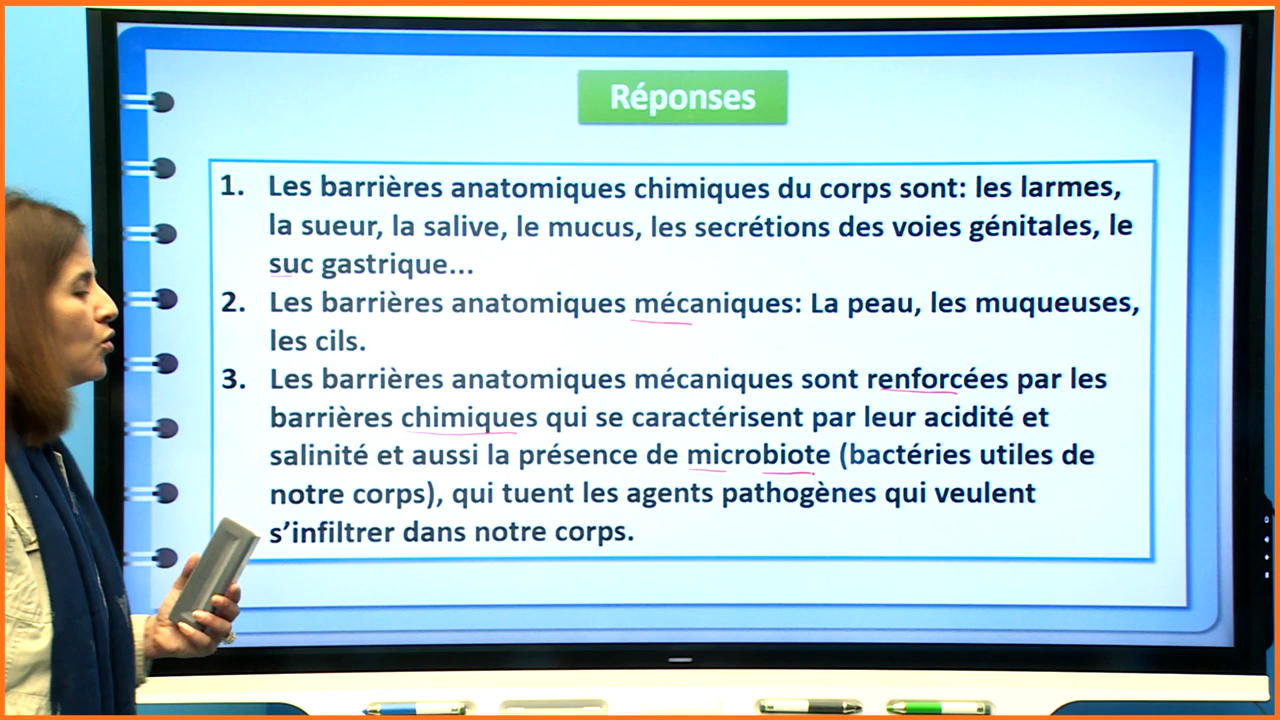 Réponses
1. Les barrières anatomiques chimiques du corps sont: les larmes,
la sueur, la salive, le mucus, les secrétions des voies génitales, le
suc gastrique...
2. Les barrières anatomiques mécaniques: La peau, les muqueuses,
les cils.
3. Les barrières anatomiques mécaniques sont renforcées par les
barrières chimiques qui se caractérisent par leur acidité et
salinité et aussi la présence de microbiote (bactéries utiles de
notre corps), qui tuent les agents pathogènes qui veulent
s’infiltrer dans notre corps.